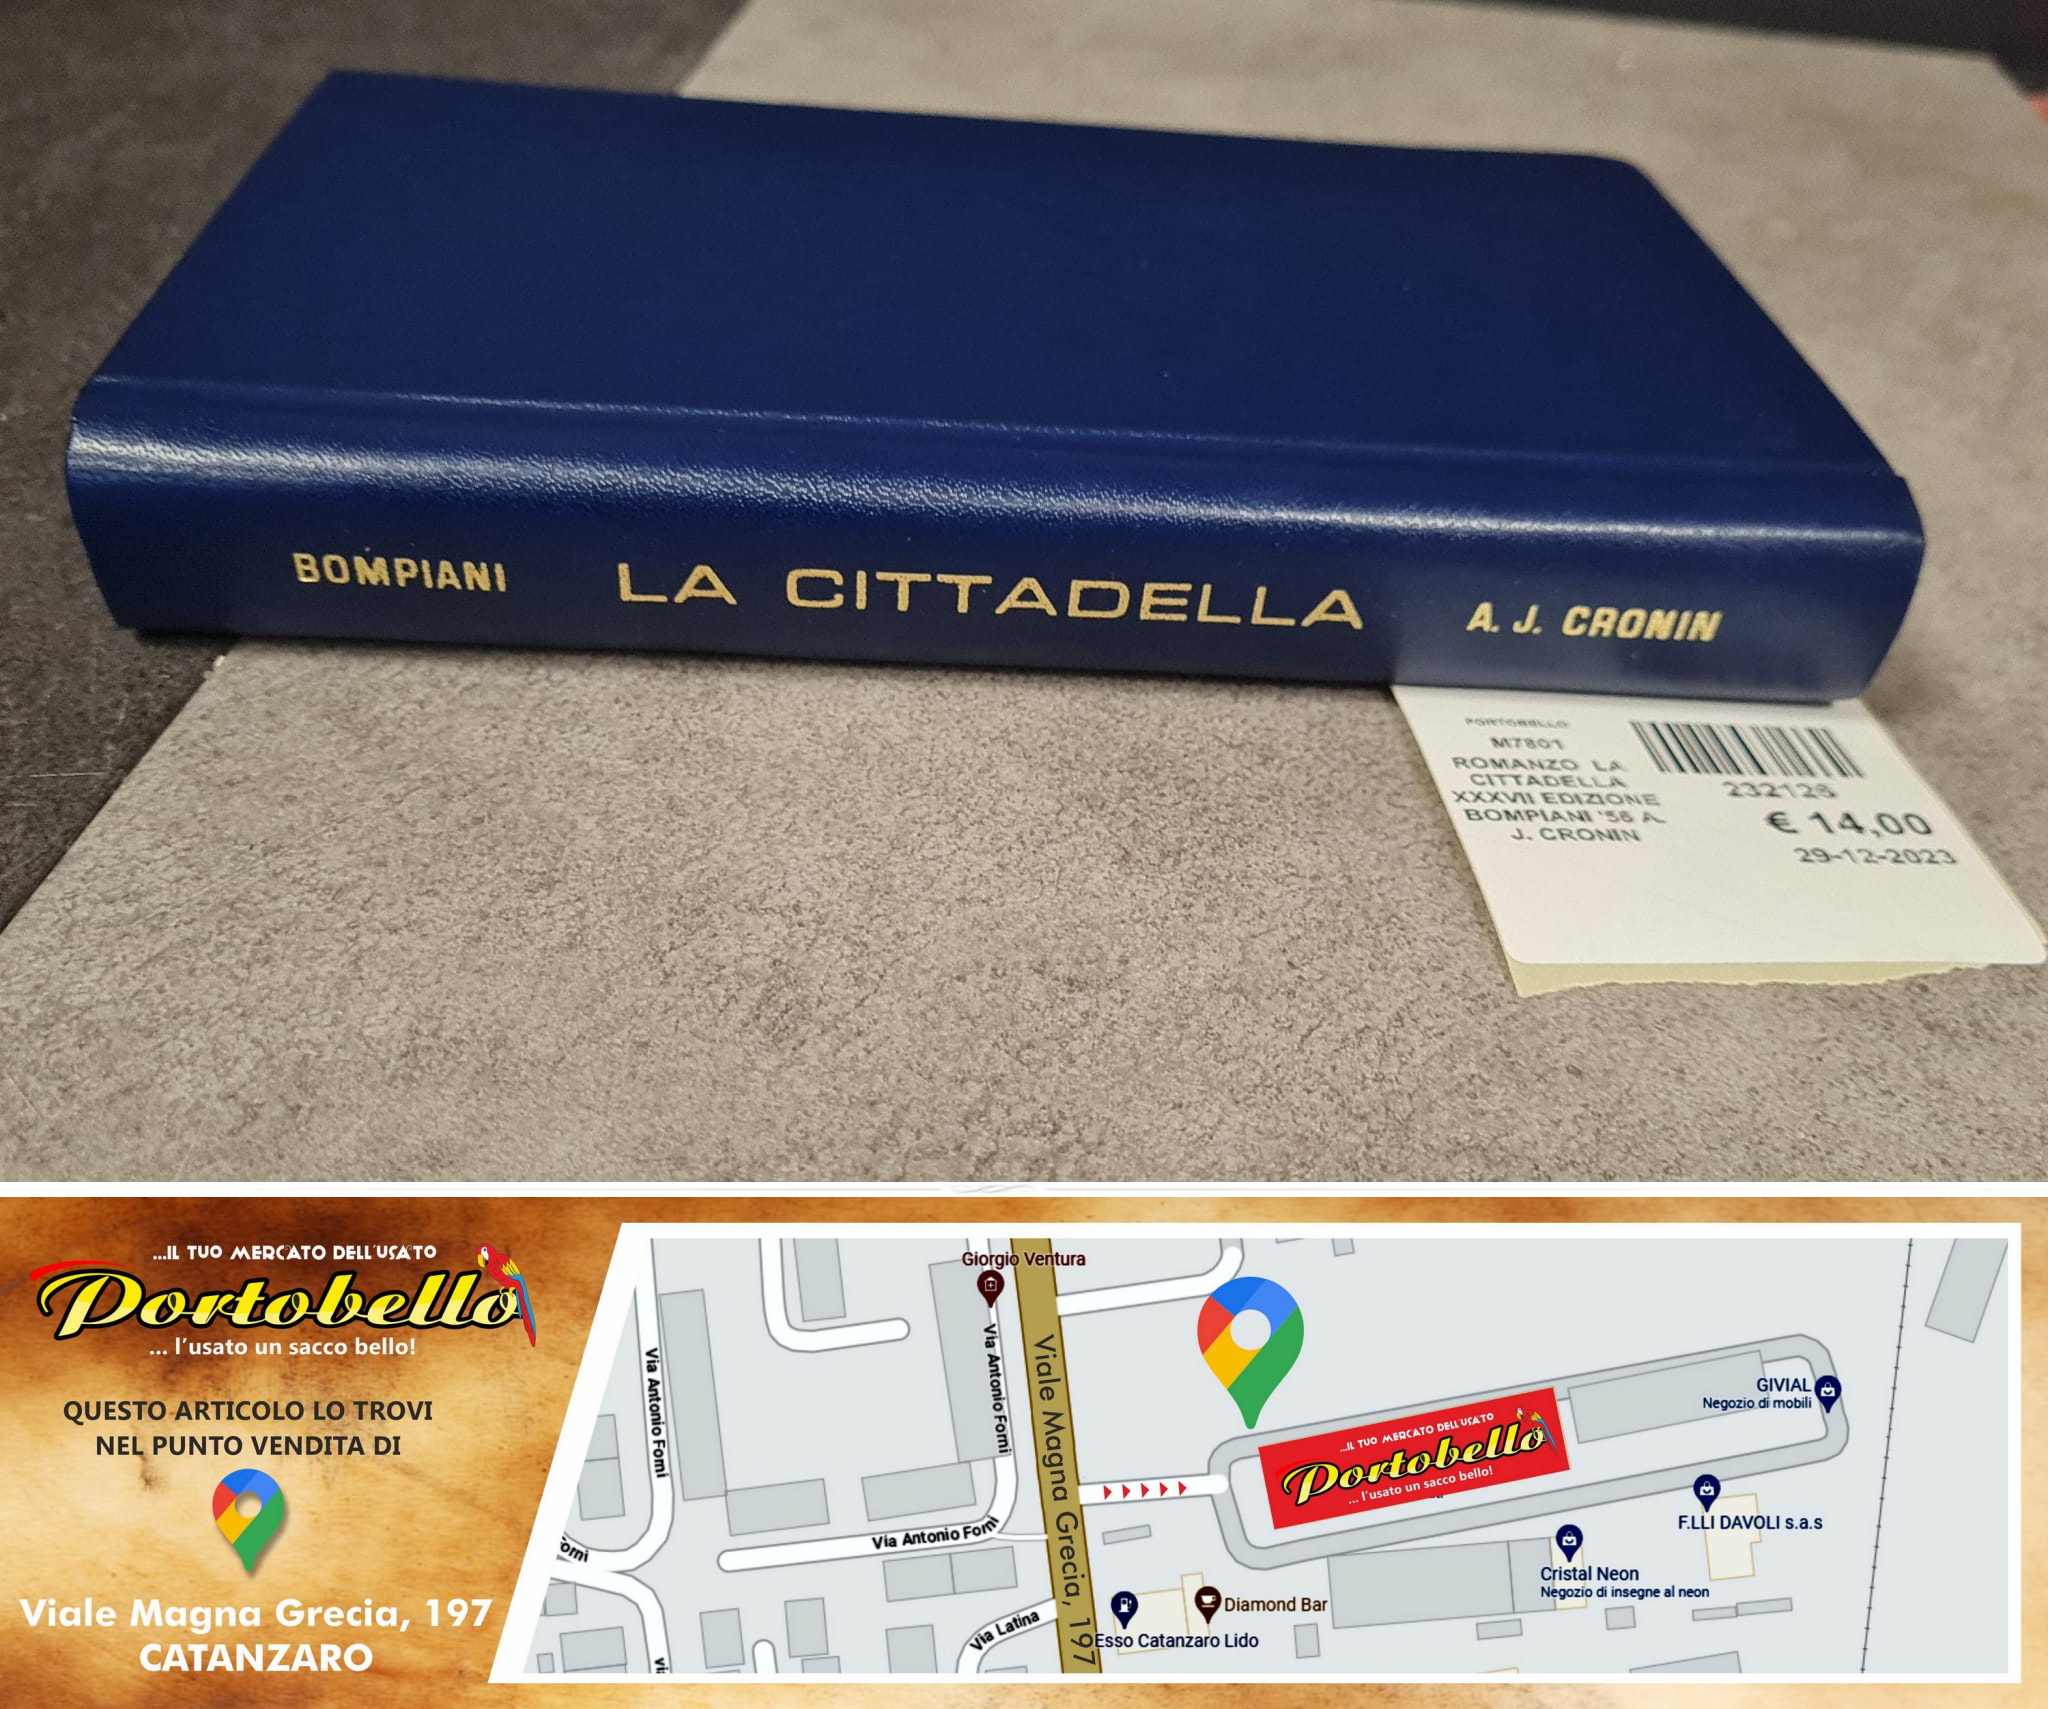 BOMPIANI LA CITTADELLA A. J. CRONIN
PORTOBELLO
M7801
ROMANZO LA
CITTADELLA
XXXVII EDIZIONE
BOMPIANI '56 A.
J. CRONIN
232126
€ 14,00
29-12-2023
...IL TUO MERCATO DELL'USATO
Portobello
... l'usato un sacco bello!
QUESTO ARTICOLO LO TROVI
NEL PUNTO VENDITA DI
Viale Magna Grecia, 197
CATANZARO
Giorgio Ventura
Via Antonio Forni
Via Antonio Forni
Viale Magna Grecia, 197
...IL TUO MERCATO DELL'USATO
Portobello
... l'usato un sacco bello!
GIVIAL
Negozio di mobili
F.LLI DAVOLI s.a.s
Via Antonio Forni
Cristal Neon
Negozio di insegne al neon
Diamond Bar
Esso Catanzaro Lido
Via Latina